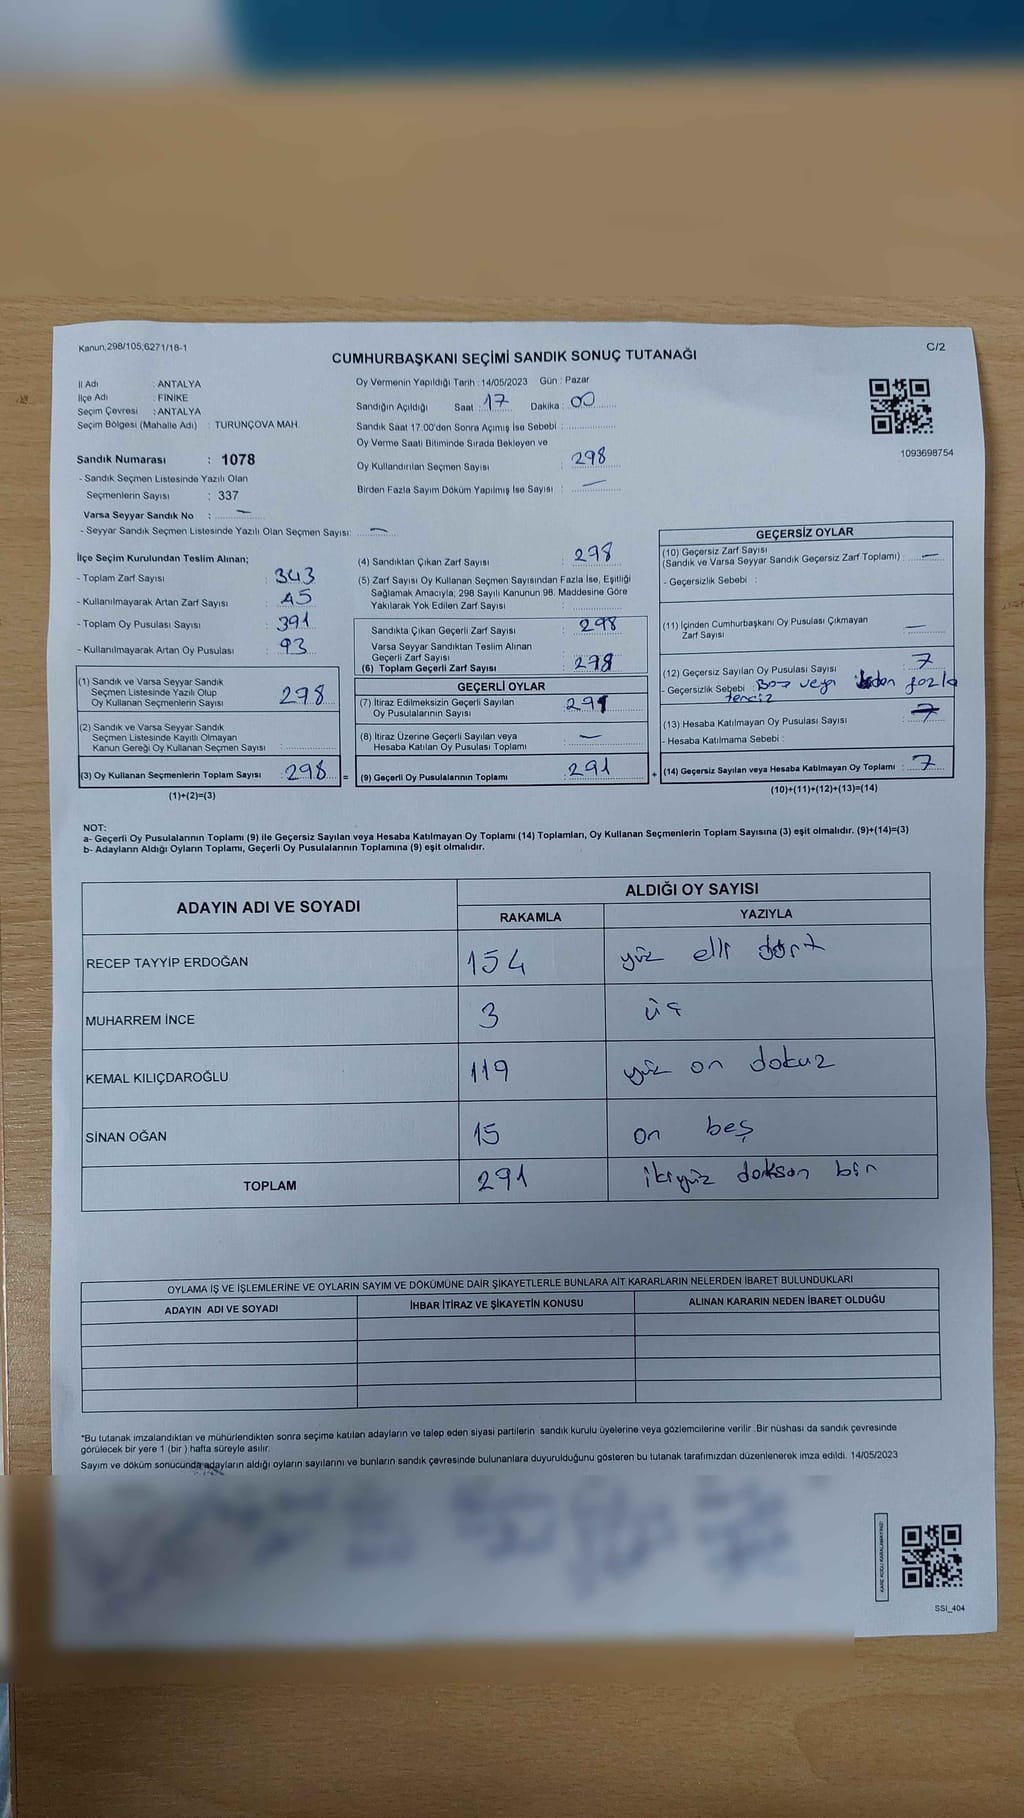 Kanun,298/105,6271/18-1
C/2
CUMHURBAŞKANI SEÇİMİ SANDIK SONUÇ TUTANAĞI
İl Adı : ANTALYA
İlçe Adı : FİNİKE
Seçim Çevresi : ANTALYA
Seçim Bölgesi (Mahalle Adı) : TURUNÇOVA MAH.
Sandık Numarası : 1078
- Sandık Seçmen Listesinde Yazılı Olan
Seçmenlerin Sayısı : 337
Varsa Seyyar Sandık No : —
- Seyyar Sandık Seçmen Listesinde Yazılı Olan Seçmen Sayısı: —
Oy Vermenin Yapıldığı Tarih : 14/05/2023 Gün : Pazar
Sandığın Açıldığı Saat : 17 Dakika : 00
Sandık Saat 17.00'den Sonra Açımış İse Sebebi :
Oy Verme Saati Bitiminde Sırada Bekleyen ve
Oy Kullandırılan Seçmen Sayısı : 298
Birden Fazla Sayım Döküm Yapılmış İse Sayısı : —
1093698754
İlçe Seçim Kurulundan Teslim Alınan;
- Toplam Zarf Sayısı : 343
- Kullanılmayarak Artan Zarf Sayısı : 45
- Toplam Oy Pusulası Sayısı : 391
- Kullanılmayarak Artan Oy Pusulası : 93
(1) Sandık ve Varsa Seyyar Sandık
Seçmen Listesinde Yazılı Olup
Oy Kullanan Seçmenlerin Sayısı : 298
(2) Sandık ve Varsa Seyyar Sandık
Seçmen Listesinde Kayıtlı Olmayan
Kanun Gereği Oy Kullanan Seçmen Sayısı :
(3) Oy Kullanan Seçmenlerin Toplam Sayısı : 298 =
(1)+(2)=(3)
(4) Sandıktan Çıkan Zarf Sayısı : 298
(5) Zarf Sayısı Oy Kullanan Seçmen Sayısından Fazla İse, Eşitliği
Sağlamak Amacıyla; 298 Sayılı Kanunun 98. Maddesine Göre
Yakılarak Yok Edilen Zarf Sayısı :
Sandıkta Çıkan Geçerli Zarf Sayısı : 298
Varsa Seyyar Sandıktan Teslim Alınan
Geçerli Zarf Sayısı
(6) Toplam Geçerli Zarf Sayısı : 298
GEÇERLİ OYLAR
(7) İtiraz Edilmeksizin Geçerli Sayılan
Oy Pusulalarının Sayısı : 291
(8) İtiraz Üzerine Geçerli Sayılan veya
Hesaba Katılan Oy Pusulası Toplamı : —
(9) Geçerli Oy Pusulalarının Toplamı : 291 +
GEÇERSİZ OYLAR
(10) Geçersiz Zarf Sayısı
(Sandık ve Varsa Seyyar Sandık Geçersiz Zarf Toplamı) : —
- Geçersizlik Sebebi :
(11) İçinden Cumhurbaşkanı Oy Pusulası Çıkmayan
Zarf Sayısı : —
(12) Geçersiz Sayılan Oy Pusulası Sayısı : 7
- Geçersizlik Sebebi : Boş veya fazla
(13) Hesaba Katılmayan Oy Pusulası Sayısı : 7
- Hesaba Katılmama Sebebi :
(14) Geçersiz Sayılan veya Hesaba Katılmayan Oy Toplamı : 7
(10)+(11)+(12)+(13)=(14)
NOT:
a- Geçerli Oy Pusulalarının Toplamı (9) ile Geçersiz Sayılan veya Hesaba Katılmayan Oy Toplamı (14) Toplamları, Oy Kullanan Seçmenlerin Toplam Sayısına (3) eşit olmalıdır. (9)+(14)=(3)
b- Adayların Aldığı Oyların Toplamı, Geçerli Oy Pusulalarının Toplamına (9) eşit olmalıdır.
ADAYIN ADI VE SOYADI ALDIĞI OY SAYISI
RAKAMLA YAZIYLA
RECEP TAYYİP ERDOĞAN 154 yüz elli dört
MUHARREM İNCE 3 üç
KEMAL KILIÇDAROĞLU 119 yüz on dokuz
SİNAN OĞAN 15 on beş
TOPLAM 291 ikiyüz doksan bir
OYLAMA İŞ VE İŞLEMLERİNE VE OYLARIN SAYIM VE DÖKÜMÜNE DAİR ŞİKAYETLERLE BUNLARA AİT KARARLARIN NELERDEN İBARET BULUNDUKLARI
ADAYIN ADI VE SOYADI İHBAR İTİRAZ VE ŞİKAYETİN KONUSU ALINAN KARARIN NEDEN İBARET OLDUĞU
*Bu tutanak imzalandıktan ve mühürlendikten sonra seçime katılan adayların ve talep eden siyasi partilerin sandık kurulu üyelerine veya gözlemcilerine verilir. Bir nüshası da sandık çevresinde
görülecek bir yere 1 (bir ) hafta süreyle asılır.
Sayım ve döküm sonucunda adayların aldığı oyların sayılarını ve bunların sandık çevresinde bulunanlara duyurulduğunu gösteren bu tutanak tarafımızdan düzenlenerek imza edildi. 14/05/2023
KARE KODU KARALAMAYINIZ!
SSI_404